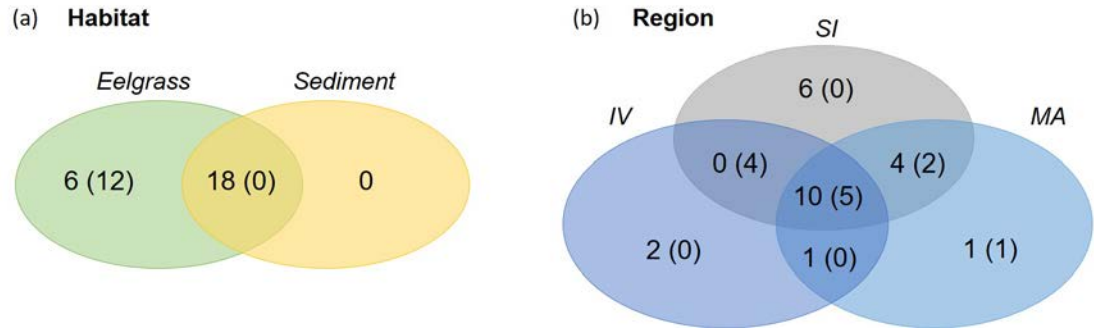 (a) Habitat
Eelgrass Sediment
6 (12) 18 (0) 0
(b) Region
SI
6 (0)
IV MA
0 (4) 4 (2)
10 (5)
2 (0) 1 (0) 1 (1)